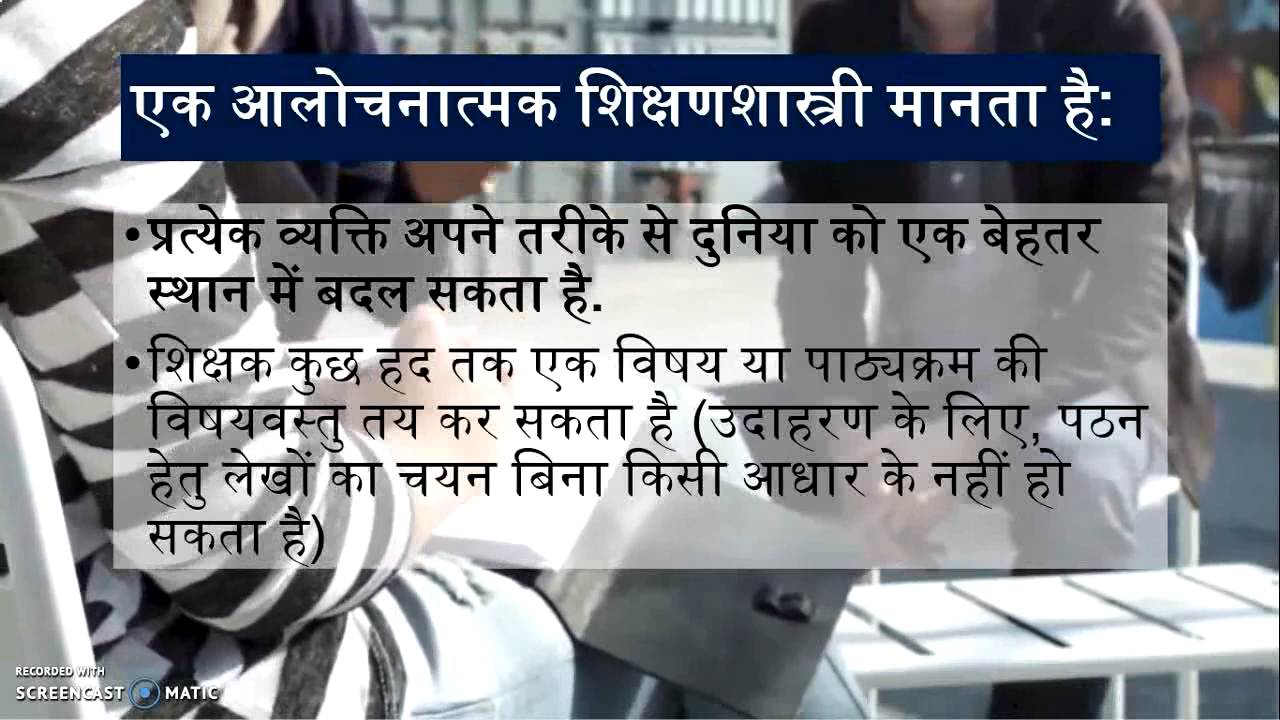 एक आलोचनात्मक शिक्षणशास्त्री मानता है:
•प्रत्येक व्यक्ति अपने तरीके से दुनिया को एक बेहतर
स्थान में बदल सकता है.
•शिक्षक कुछ हद तक एक विषय या पाठ्यक्रम की
विषयवस्तु तय कर सकता है (उदाहरण के लिए, पठन
हेतु लेखों का चयन बिना किसी आधार के नहीं हो
सकता है)
RECORDED WITH
SCREENCAST MATIC